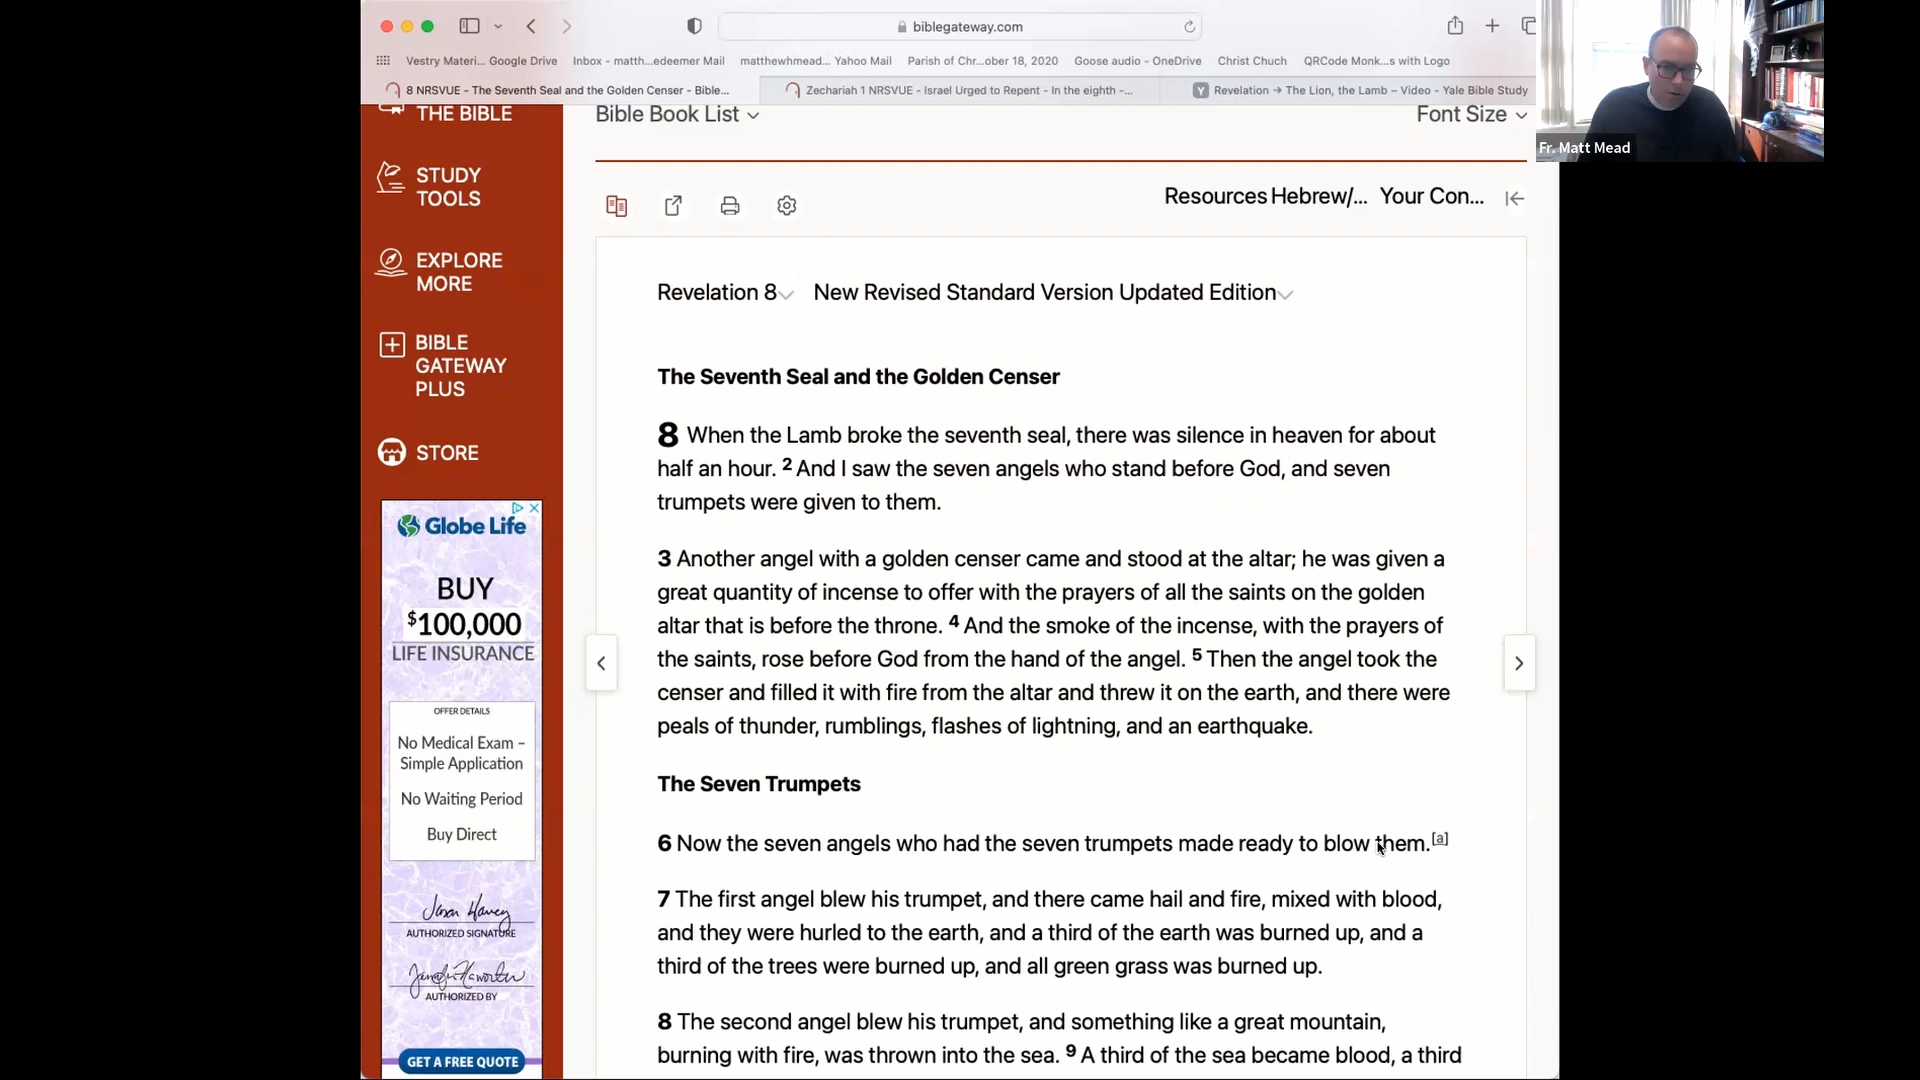 biblegateway.com
Vestry Materi... Google Drive
Inbox - matth...edeemer Mail
matthewhmead... Yahoo Mail
Parish of Chr...ober 18, 2020
Goose audio - OneDrive
Christ Chuch
QRCode Monk...s with Logo
8 NRSVUE - The Seventh Seal and the Golden Censer - Bible...
Zechariah 1 NRSVUE - Israel Urged to Repent - In the eighth -...
Y
Revelation → The Lion, the Lamb – Video - Yale Bible Study
Fr. Matt Mead
THE BIBLE
STUDY
TOOLS
EXPLORE
MORE
BIBLE
GATEWAY
PLUS
STORE
Globe Life
BUY
$100,000
LIFE INSURANCE
OFFER DETAILS
No Medical Exam –
Simple Application
No Waiting Period
Buy Direct
AUTHORIZED SIGNATURE
AUTHORIZED BY
GET A FREE QUOTE
Bible Book List
Font Size
Resources Hebrew/... Your Con...
Revelation 8 New Revised Standard Version Updated Edition
The Seventh Seal and the Golden Censer
8 When the Lamb broke the seventh seal, there was silence in heaven for about
half an hour. 2 And I saw the seven angels who stand before God, and seven
trumpets were given to them.
3 Another angel with a golden censer came and stood at the altar; he was given a
great quantity of incense to offer with the prayers of all the saints on the golden
altar that is before the throne. 4 And the smoke of the incense, with the prayers of
the saints, rose before God from the hand of the angel. 5 Then the angel took the
censer and filled it with fire from the altar and threw it on the earth, and there were
peals of thunder, rumblings, flashes of lightning, and an earthquake.
The Seven Trumpets
6 Now the seven angels who had the seven trumpets made ready to blow them.[a]
7 The first angel blew his trumpet, and there came hail and fire, mixed with blood,
and they were hurled to the earth, and a third of the earth was burned up, and a
third of the trees were burned up, and all green grass was burned up.
8 The second angel blew his trumpet, and something like a great mountain,
burning with fire, was thrown into the sea. 9 A third of the sea became blood, a third